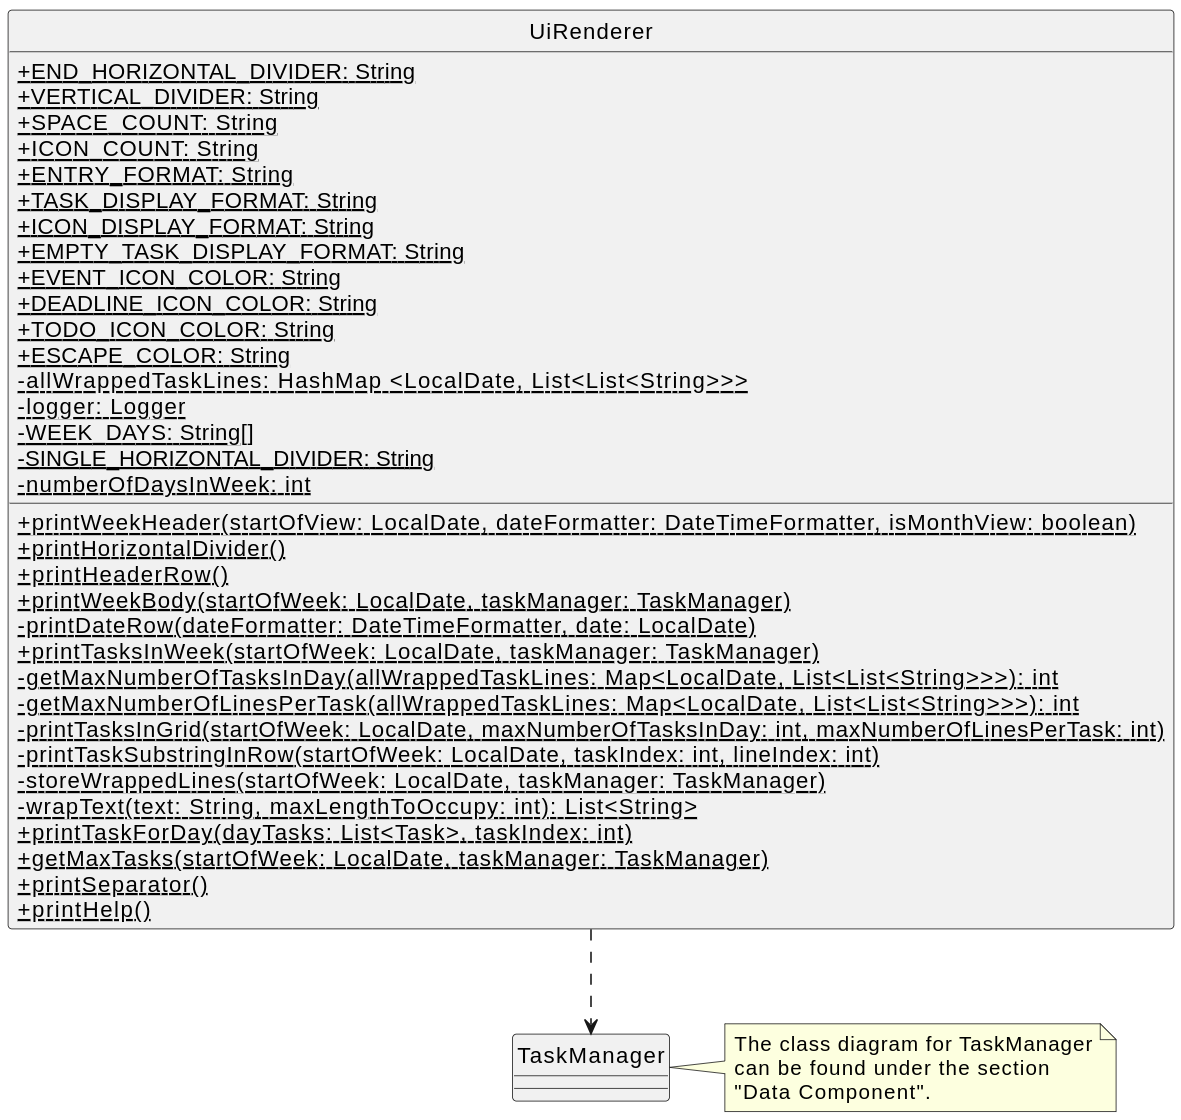 UiRenderer
+END_HORIZONTAL_DIVIDER: String
+VERTICAL_DIVIDER: String
+SPACE_COUNT: String
+ICON_COUNT: String
+ENTRY_FORMAT: String
+TASK_DISPLAY_FORMAT: String
+ICON_DISPLAY_FORMAT: String
+EMPTY_TASK_DISPLAY_FORMAT: String
+EVENT_ICON_COLOR: String
+DEADLINE_ICON_COLOR: String
+TODO_ICON_COLOR: String
+ESCAPE_COLOR: String
-allWrappedTaskLines: HashMap <LocalDate, List<List<String>>>
-logger: Logger
-WEEK_DAYS: String[]
-SINGLE_HORIZONTAL_DIVIDER: String
-numberOfDaysInWeek: int
+printWeekHeader(startOfView: LocalDate, dateFormatter: DateTimeFormatter, isMonthView: boolean)
+printHorizontalDivider()
+printHeaderRow()
+printWeekBody(startOfWeek: LocalDate, taskManager: TaskManager)
-printDateRow(dateFormatter: DateTimeFormatter, date: LocalDate)
+printTasksInWeek(startOfWeek: LocalDate, taskManager: TaskManager)
-getMaxNumberOfTasksInDay(allWrappedTaskLines: Map<LocalDate, List<List<String>>>): int
-getMaxNumberOfLinesPerTask(allWrappedTaskLines: Map<LocalDate, List<List<String>>>): int
-printTasksInGrid(startOfWeek: LocalDate, maxNumberOfTasksInDay: int, maxNumberOfLinesPerTask: int)
-printTaskSubstringInRow(startOfWeek: LocalDate, taskIndex: int, lineIndex: int)
-storeWrappedLines(startOfWeek: LocalDate, taskManager: TaskManager)
-wrapText(text: String, maxLengthToOccupy: int): List<String>
+printTaskForDay(dayTasks: List<Task>, taskIndex: int)
+getMaxTasks(startOfWeek: LocalDate, taskManager: TaskManager)
+printSeparator()
+printHelp()
TaskManager
The class diagram for TaskManager
can be found under the section
"Data Component".